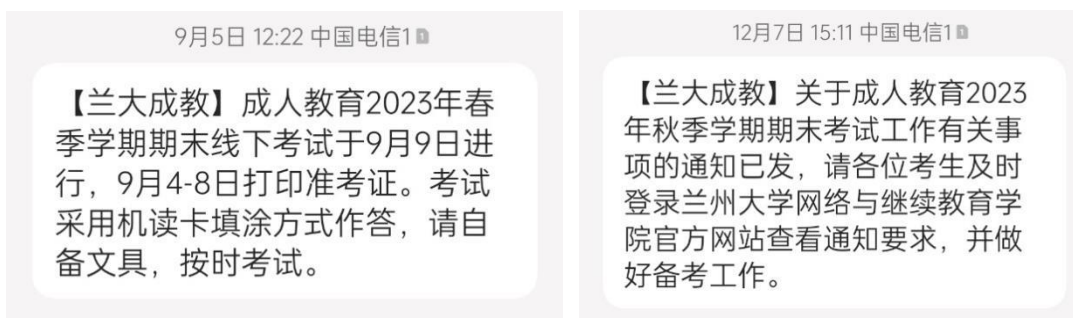 9月5日 12:22 中国电信1
【兰大成教】成人教育2023年春
季学期期末线下考试于9月9日进
行，9月4-8日打印准考证。考试
采用机读卡填涂方式作答，请自
备文具，按时考试。
12月7日 15:11 中国电信1
【兰大成教】关于成人教育2023
年秋季学期期末考试工作有关事
项的通知已发，请各位考生及时
登录兰州大学网络与继续教育学
院官方网站查看通知要求，并做
好备考工作。